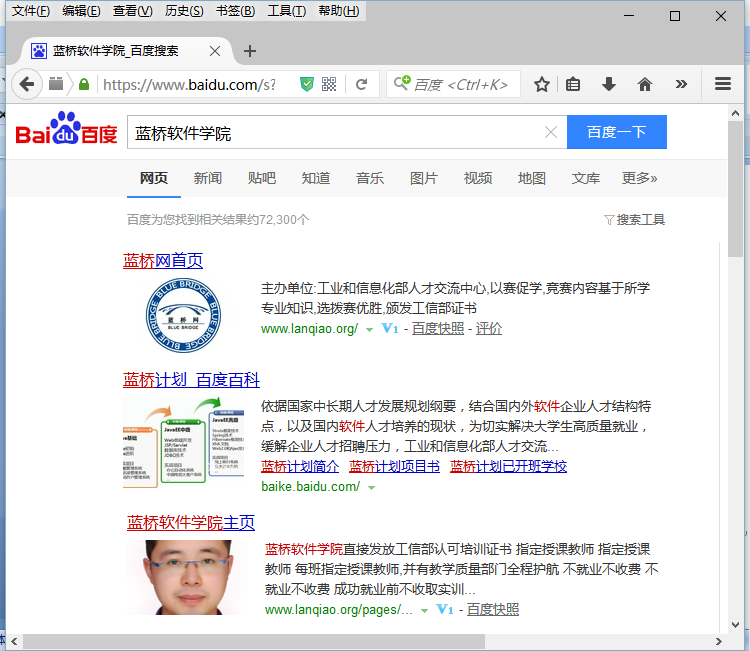 文件(F) 编辑(E) 查看(V) 历史(S) 书签(B) 工具(T) 帮助(H)
蓝桥软件学院_百度搜索
https://www.baidu.com/s?
百度 <Ctrl+K>
Bai du 百度
蓝桥软件学院
百度一下
网页 新闻 贴吧 知道 音乐 图片 视频 地图 文库 更多»
百度为您找到相关结果约72,300个
搜索工具
蓝桥网首页
BLUE BRIDGE
蓝桥网
BLUE BRIDGE
主办单位:工业和信息化部人才交流中心,以赛促学,竞赛内容基于所学
专业知识,选拨赛优胜,颁发工信部证书
www.lanqiao.org/ V1 - 百度快照 - 评价
蓝桥计划_百度百科
依据国家中长期人才发展规划纲要，结合国内外软件企业人才结构特
点，以及国内软件人才培养的现状，为切实解决大学生高质量就业，
缓解企业人才招聘压力，工业和信息化部人才交流...
蓝桥计划简介 蓝桥计划项目书 蓝桥计划已开班学校
baike.baidu.com/
蓝桥软件学院主页
蓝桥软件学院直接发放工信部认可培训证书 指定授课教师 指定授课
教师 每班指定授课教师,并有教学质量部门全程护航 不就业不收费 不
就业不收费 成功就业前不收取实训...
www.lanqiao.org/pages/... V1 - 百度快照